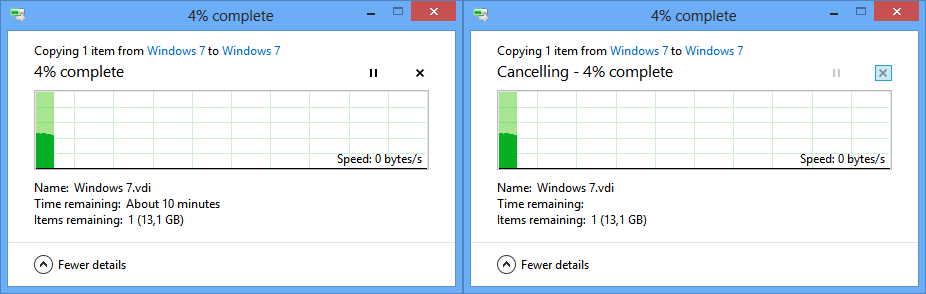 4% complete
Copying 1 item from Windows 7 to Windows 7
4% complete
Speed: 0 bytes/s
Name: Windows 7.vdi
Time remaining: About 10 minutes
Items remaining: 1 (13,1 GB)
Fewer details
4% complete
Copying 1 item from Windows 7 to Windows 7
Cancelling - 4% complete
Speed: 0 bytes/s
Name: Windows 7.vdi
Time remaining:
Items remaining: 1 (13,1 GB)
Fewer details